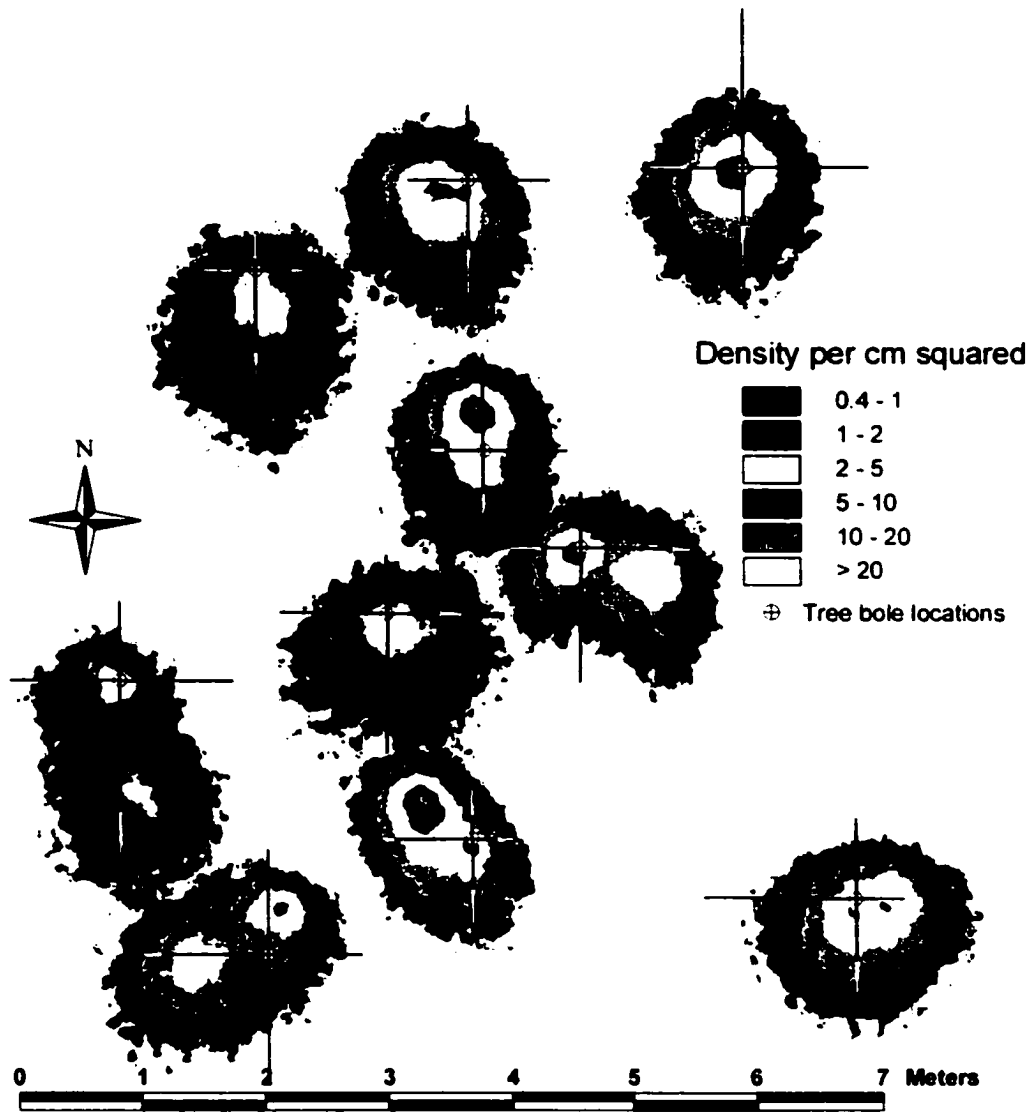 Density per cm squared
0.4 - 1
1 - 2
2 - 5
5 - 10
10 - 20
> 20
Tree bole locations
N
0 1 2 3 4 5 6 7 Meters